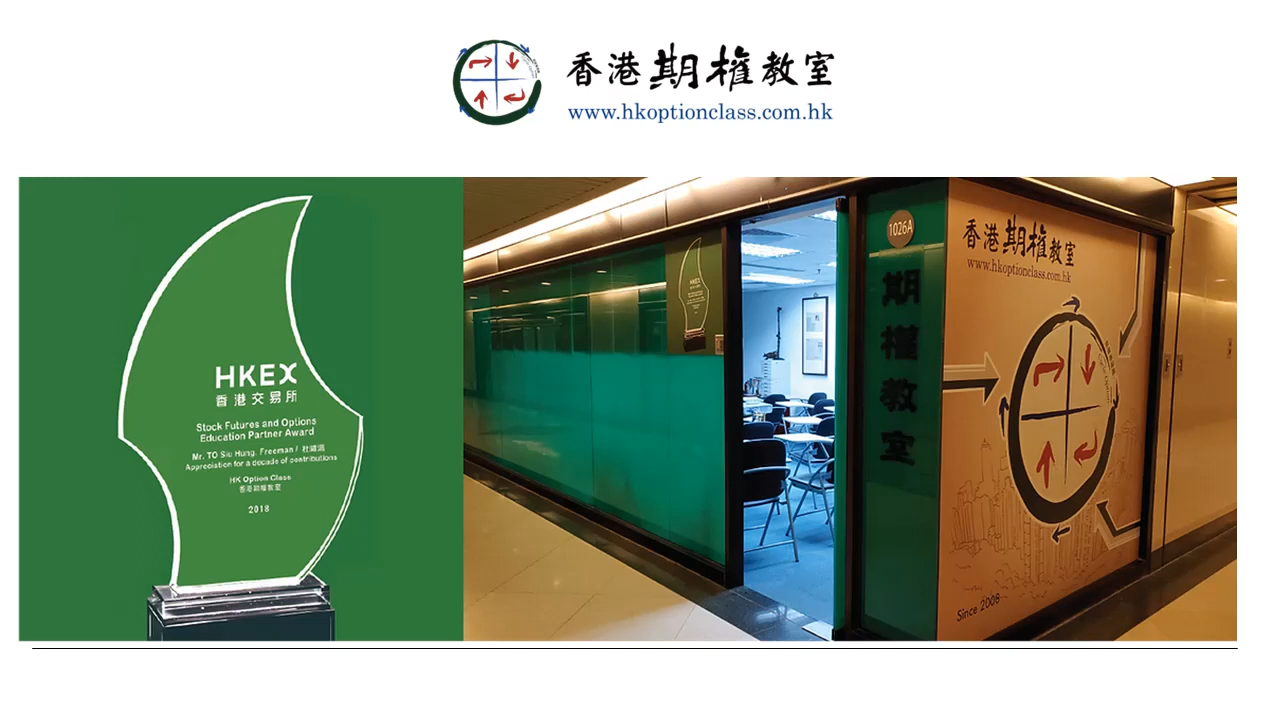 香港期權教室
www.hkoptionclass.com.hk
HKEX
香港交易所
Stock Futures and Options
Education Partner Award
Mr. TO Siu Hung, Freeman /
Appreciation for a decade of contributions
HK Option Class
香港期權教室
2018
HKEX
1026A
期權教室
香港期權教室
www.hkoptionclass.com.hk
Since 2008